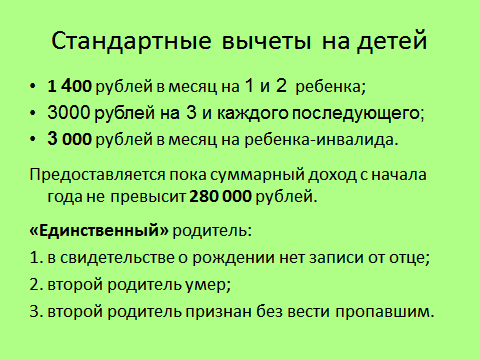 Стандартные вычеты на детей
• 1 400 рублей в месяц на 1 и 2 ребенка;
• 3000 рублей на 3 и каждого последующего;
• 3 000 рублей в месяц на ребенка-инвалида.
Предоставляется пока суммарный доход с начала
года не превысит 280 000 рублей.
«Единственный» родитель:
1. в свидетельстве о рождении нет записи от отце;
2. второй родитель умер;
3. второй родитель признан без вести пропавшим.